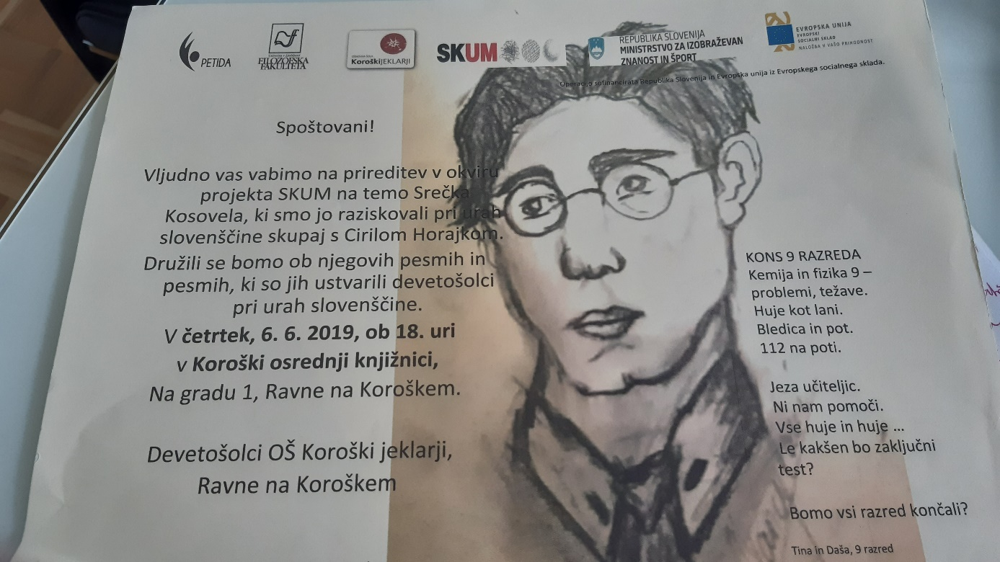 PETIDA
FILOZOFSKA
FAKULTETA
KoroškiJEKLARJI
SKUM
REPUBLIKA SLOVENIJA
MINISTRSTVO ZA IZOBRAŽEVAN
ZNANOST IN ŠPORT
EVROPSKA UNIJA
EVROPSKI
SOCIALNI SKLAD
NALOŽBA V VAŠO PRIHODNOST
Operacijo sofinancirata Republika Slovenija in Evropska unija iz Evropskega socialnega sklada.
Spoštovani!
Vljudno vas vabimo na prireditev v okviru
projekta SKUM na temo Srečka
Kosovela, ki smo jo raziskovali pri urah
slovenščine skupaj s Cirilom Horajkom.
Družili se bomo ob njegovih pesmih in
pesmih, ki so jih ustvarili devetošolci
pri urah slovenščine.
V četrtek, 6. 6. 2019, ob 18. uri
v Koroški osrednji knjižnici,
Na gradu 1, Ravne na Koroškem.
Devetošolci OŠ Koroški jeklarji,
Ravne na Koroškem
KONS 9 RAZREDA
Kemija in fizika 9 –
problemi, težave.
Huje kot lani.
Bledica in pot.
112 na poti.
Jeza učiteljic.
Ni nam pomoči.
Vse huje in huje ...
Le kakšen bo zaključni
test?
Bomo vsi razred končali?
Tina in Daša, 9 razred